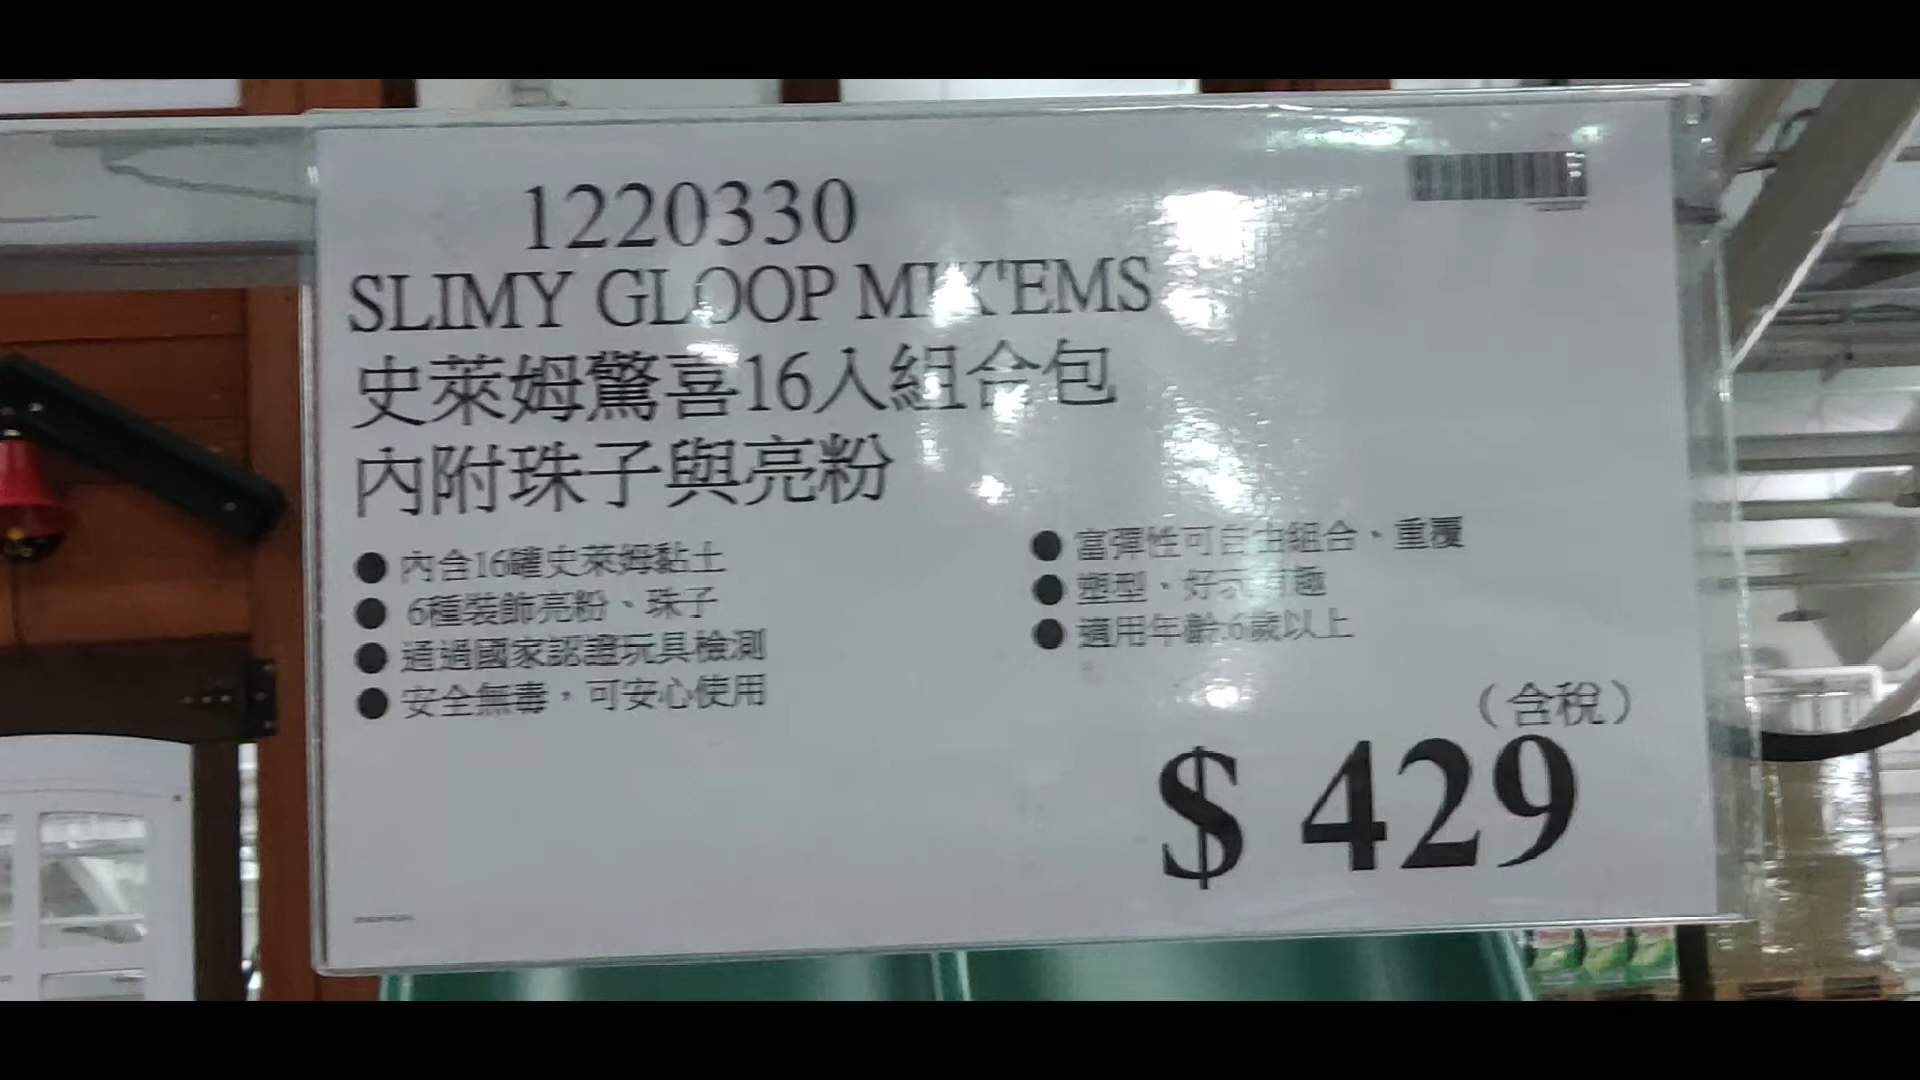 1220330
SLIMY GLOOP MIX'EMS
史萊姆驚喜16入組合包
內附珠子與亮粉
● 內含16罐史萊姆黏土
● 6種裝飾亮粉、珠子
● 通過國家認證玩具檢測
● 安全無毒，可安心使用
● 富彈性可自由組合、重覆
● 塑型、好玩有趣
● 適用年齡:6歲以上
（含稅）
$ 429